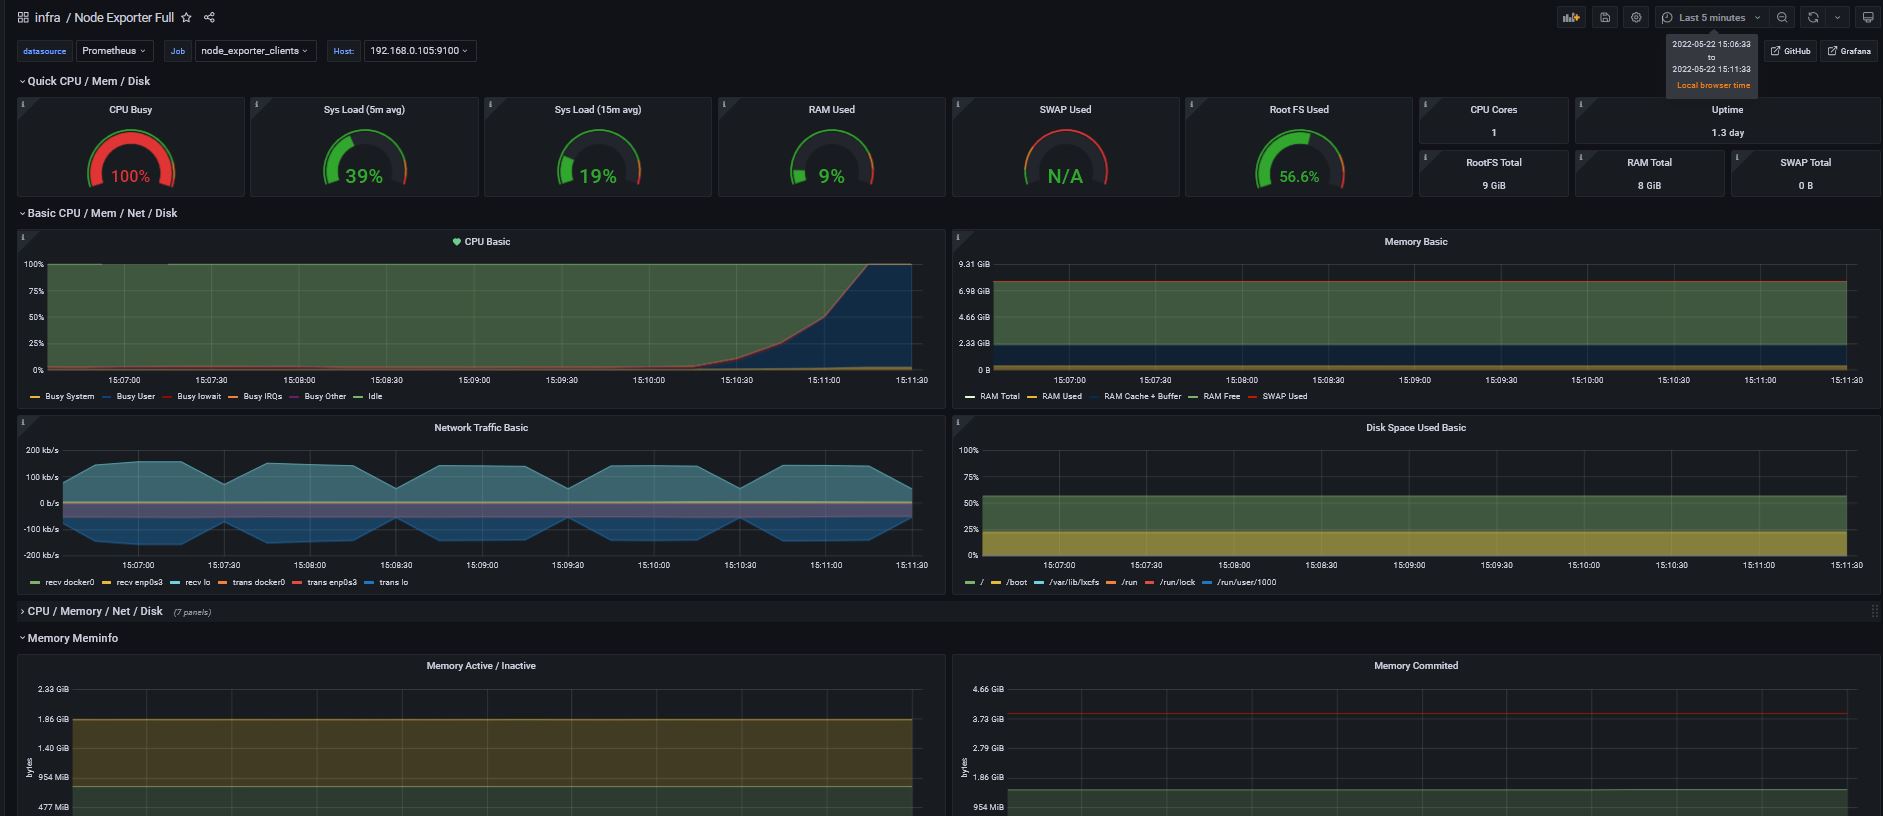 infra / Node Exporter Full
Last 5 minutes
2022-05-22 15:06:33
to
2022-05-22 15:11:33
Local browser time
datasource Prometheus Job node_exporter_clients Host: 192.168.0.105:9100 GitHub Grafana
Quick CPU / Mem / Disk
CPU Busy
100%
Sys Load (5m avg)
39%
Sys Load (15m avg)
19%
RAM Used
9%
SWAP Used
N/A
Root FS Used
56.6%
CPU Cores
1
Uptime
1.3 day
RootFS Total
9 GiB
RAM Total
8 GiB
SWAP Total
0 B
Basic CPU / Mem / Net / Disk
CPU Basic
100%
75%
50%
25%
0%
15:07:00 15:07:30 15:08:00 15:08:30 15:09:00 15:09:30 15:10:00 15:10:30 15:11:00 15:11:30
Busy System Busy User Busy Iowait Busy IRQs Busy Other Idle
Memory Basic
9.31 GiB
6.98 GiB
4.66 GiB
2.33 GiB
0 B
15:07:00 15:07:30 15:08:00 15:08:30 15:09:00 15:09:30 15:10:00 15:10:30 15:11:00 15:11:30
RAM Total RAM Used RAM Cache + Buffer RAM Free SWAP Used
Network Traffic Basic
200 kb/s
100 kb/s
0 b/s
-100 kb/s
-200 kb/s
15:07:00 15:07:30 15:08:00 15:08:30 15:09:00 15:09:30 15:10:00 15:10:30 15:11:00 15:11:30
recv docker0 recv enp0s3 recv lo trans docker0 trans enp0s3 trans lo
Disk Space Used Basic
100%
75%
50%
25%
0%
15:07:00 15:07:30 15:08:00 15:08:30 15:09:00 15:09:30 15:10:00 15:10:30 15:11:00 15:11:30
/ /boot /var/lib/lxcfs /run /run/lock /run/user/1000
CPU / Memory / Net / Disk (7 panels)
Memory Meminfo
Memory Active / Inactive
2.33 GiB
1.86 GiB
1.40 GiB
954 MiB
477 MiB
bytes
Memory Commited
4.66 GiB
3.73 GiB
2.79 GiB
1.86 GiB
954 MiB
bytes